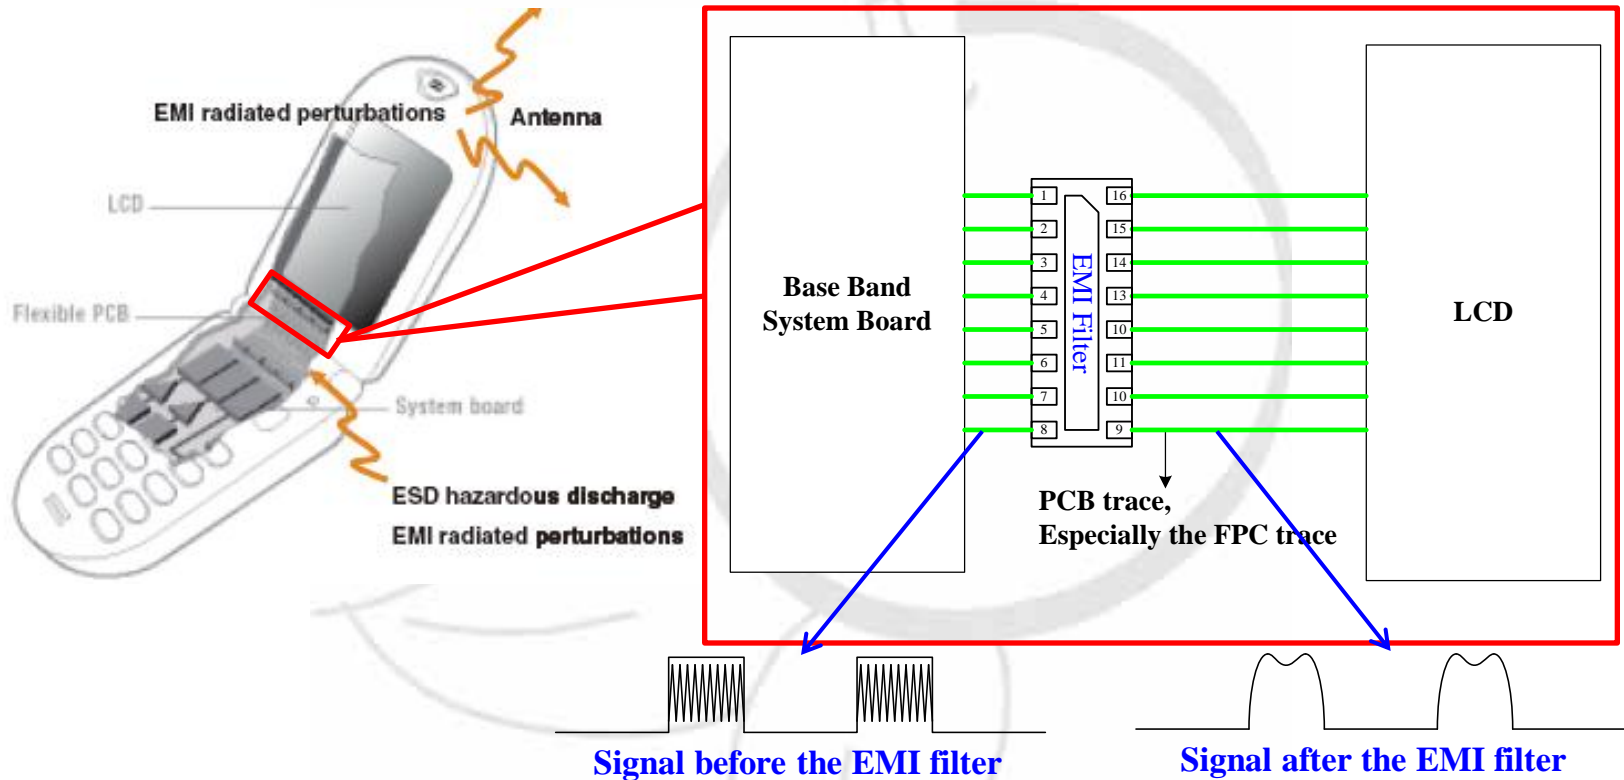 EMI radiated perturbations
Antenna
LCD
Flexible PCB
System board
ESD hazardous discharge
EMI radiated perturbations
Base Band
System Board
1
2
3
4
5
6
7
8
EMI Filter
16
15
14
13
10
11
10
9
LCD
PCB trace,
Especially the FPC trace
Signal before the EMI filter
Signal after the EMI filter